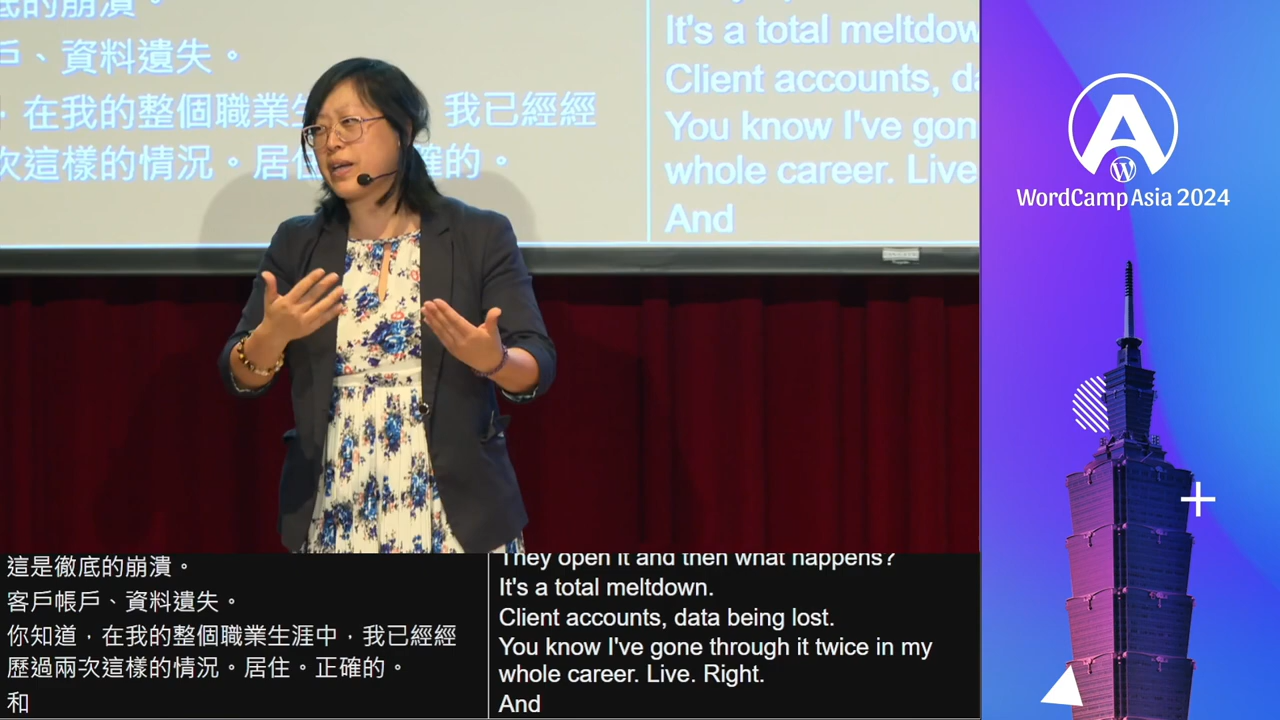 底的崩潰。
戶、資料遺失。
，在我的整個職業生
我已經經
次這樣的情況。居住
確的。
It's a total meltdow
Client accounts, da
You know I've gon
whole career. Live
And
WordCamp Asia 2024
這是徹底的崩潰。
客戶帳戶、資料遺失。
你知道，在我的整個職業生涯中，我已經經
歷過兩次這樣的情況。居住。正確的。
和
They open it and then what happens?
It's a total meltdown.
Client accounts, data being lost.
You know I've gone through it twice in my
whole career. Live. Right.
And